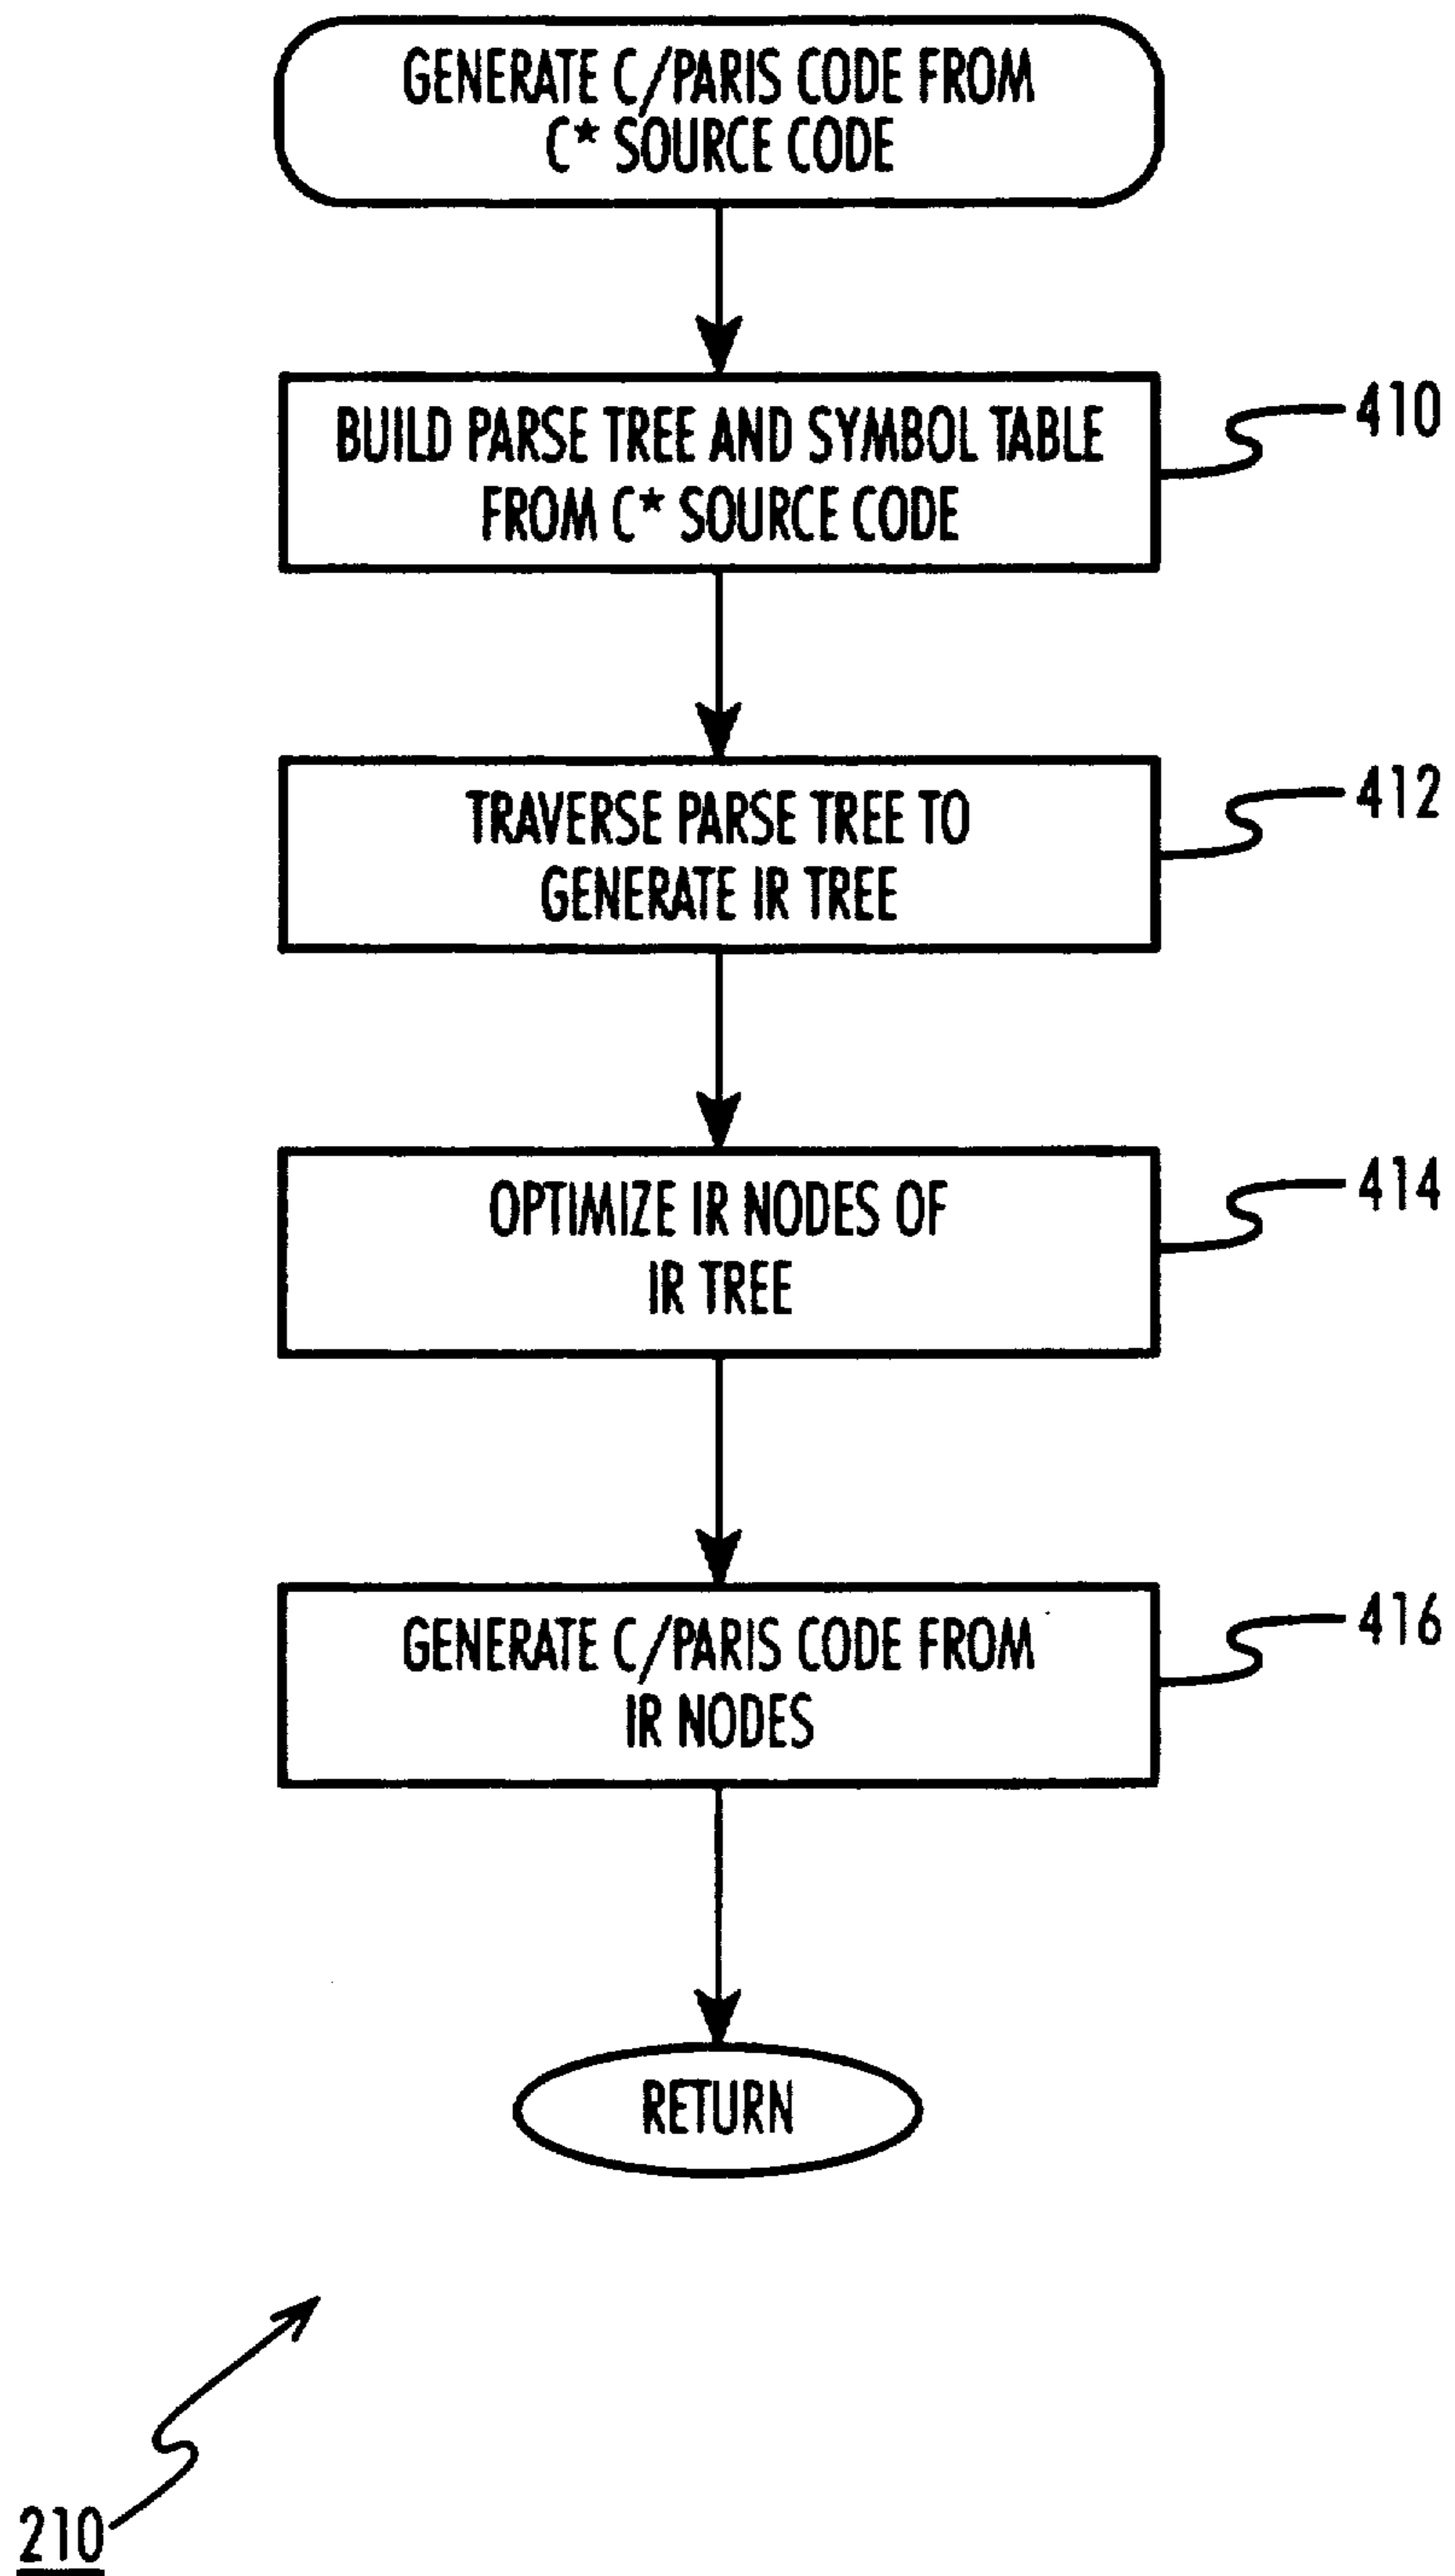 GENERATE C/PARIS CODE FROM
C* SOURCE CODE
BUILD PARSE TREE AND SYMBOL TABLE
FROM C* SOURCE CODE
410
TRAVERSE PARSE TREE TO
GENERATE IR TREE
412
OPTIMIZE IR NODES OF
IR TREE
414
GENERATE C/PARIS CODE FROM
IR NODES
416
RETURN
210